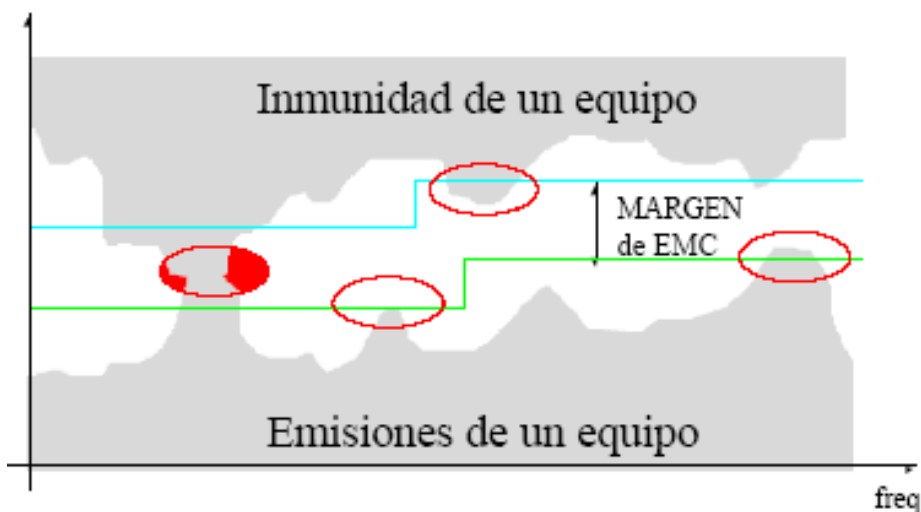 Inmunidad de un equipo
MARGEN
de EMC
Emisiones de un equipo
freq